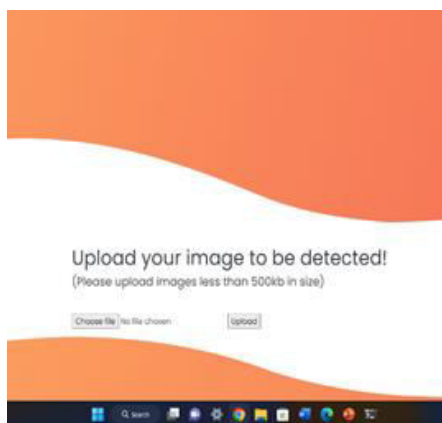 Upload your image to be detected!
(Please upload images less than 500kb in size)
Choose file No file chosen Upload
Search